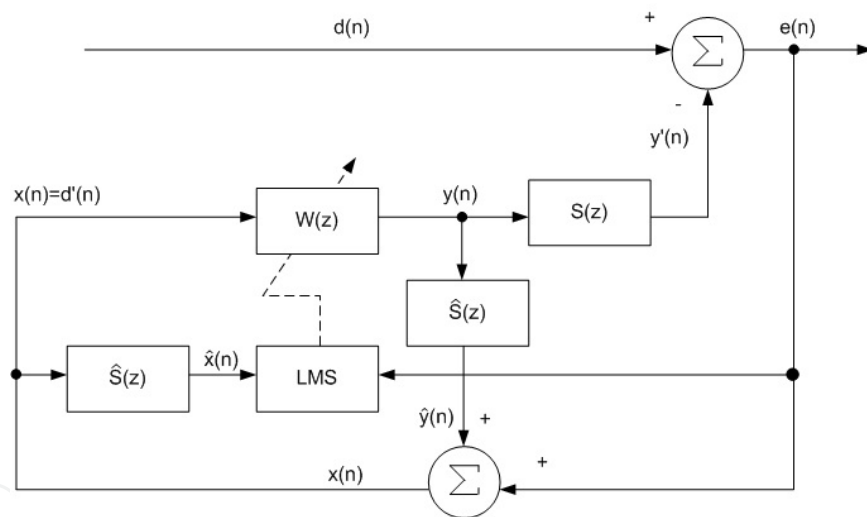 d(n)
+
e(n)
Σ
-
y'(n)
x(n)=d'(n)
W(z)
y(n)
S(z)
Ŝ(z)
Ŝ(z)
x̂(n)
LMS
ŷ(n)
+
x(n)
Σ
+